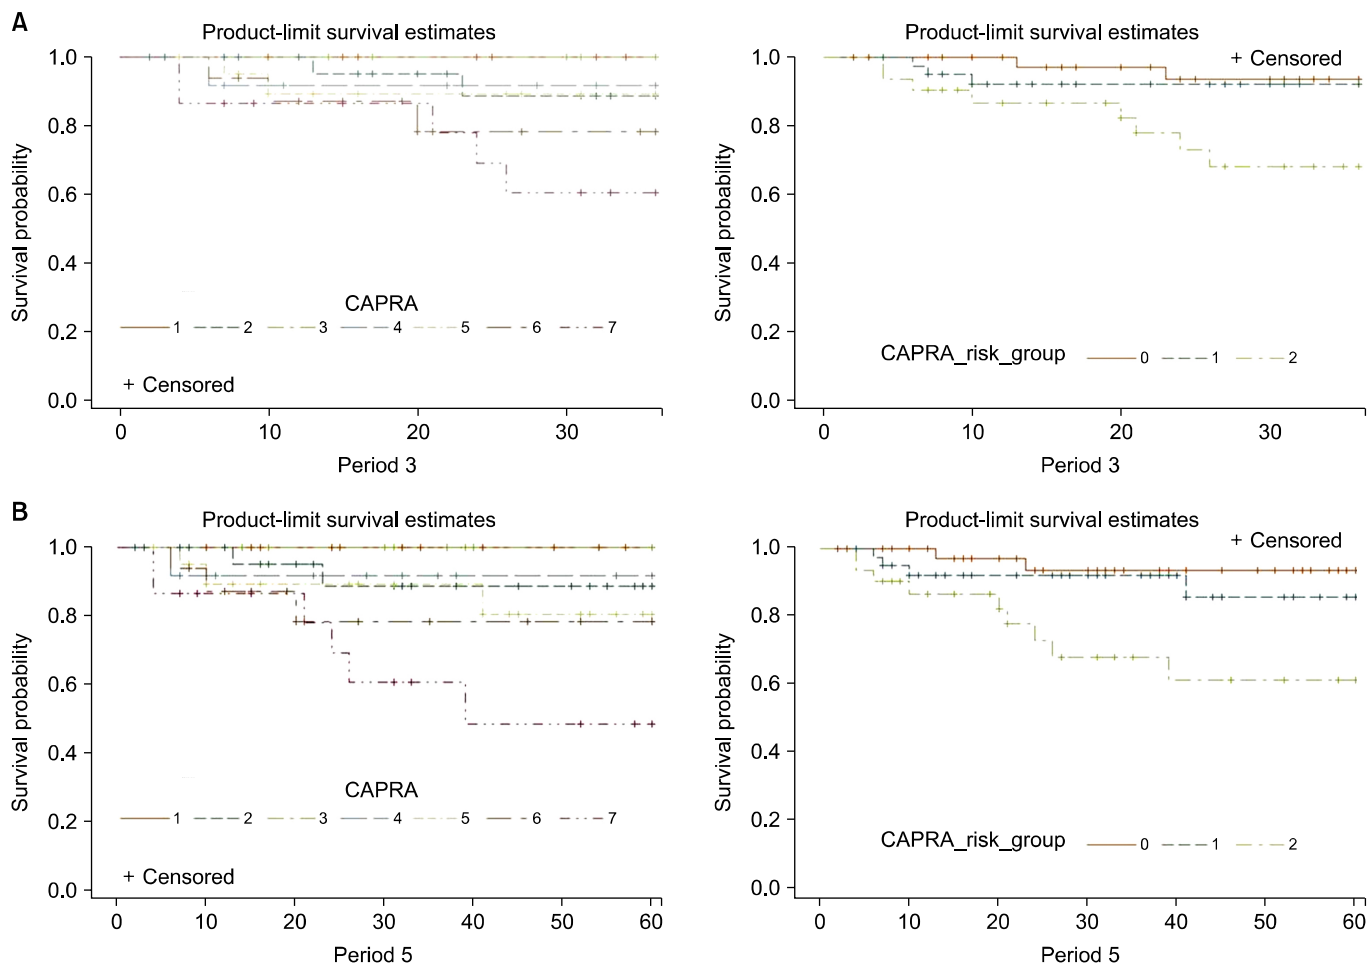 A
Product-limit survival estimates
1.0
0.8
0.6
0.4
0.2
0.0
Survival probability
CAPRA
1 2 3 4 5 6 7
+ Censored
0 10 20 30
Period 3
Product-limit survival estimates
+ Censored
1.0
0.8
0.6
0.4
0.2
0.0
Survival probability
CAPRA_risk_group 0 1 2
0 10 20 30
Period 3
B
Product-limit survival estimates
1.0
0.8
0.6
0.4
0.2
0.0
Survival probability
CAPRA
1 2 3 4 5 6 7
+ Censored
0 10 20 30 40 50 60
Period 5
Product-limit survival estimates
+ Censored
1.0
0.8
0.6
0.4
0.2
0.0
Survival probability
CAPRA_risk_group 0 1 2
0 10 20 30 40 50 60
Period 5